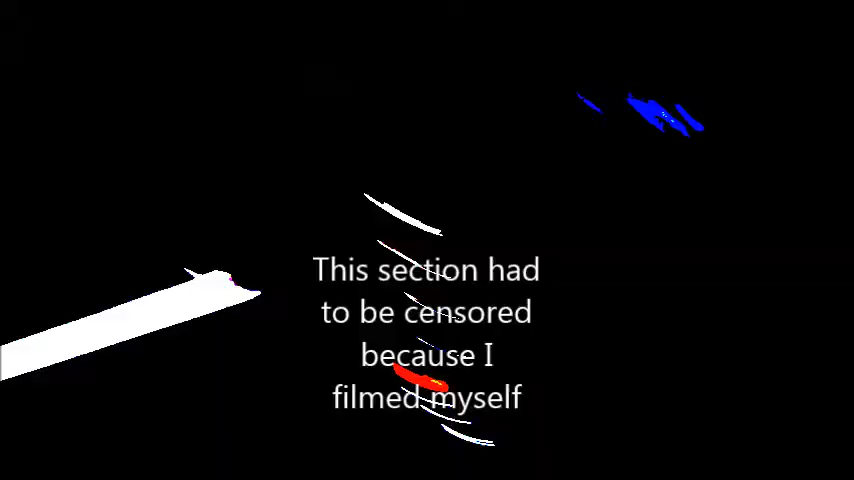 This section had
to be censored
because I
filmed myself